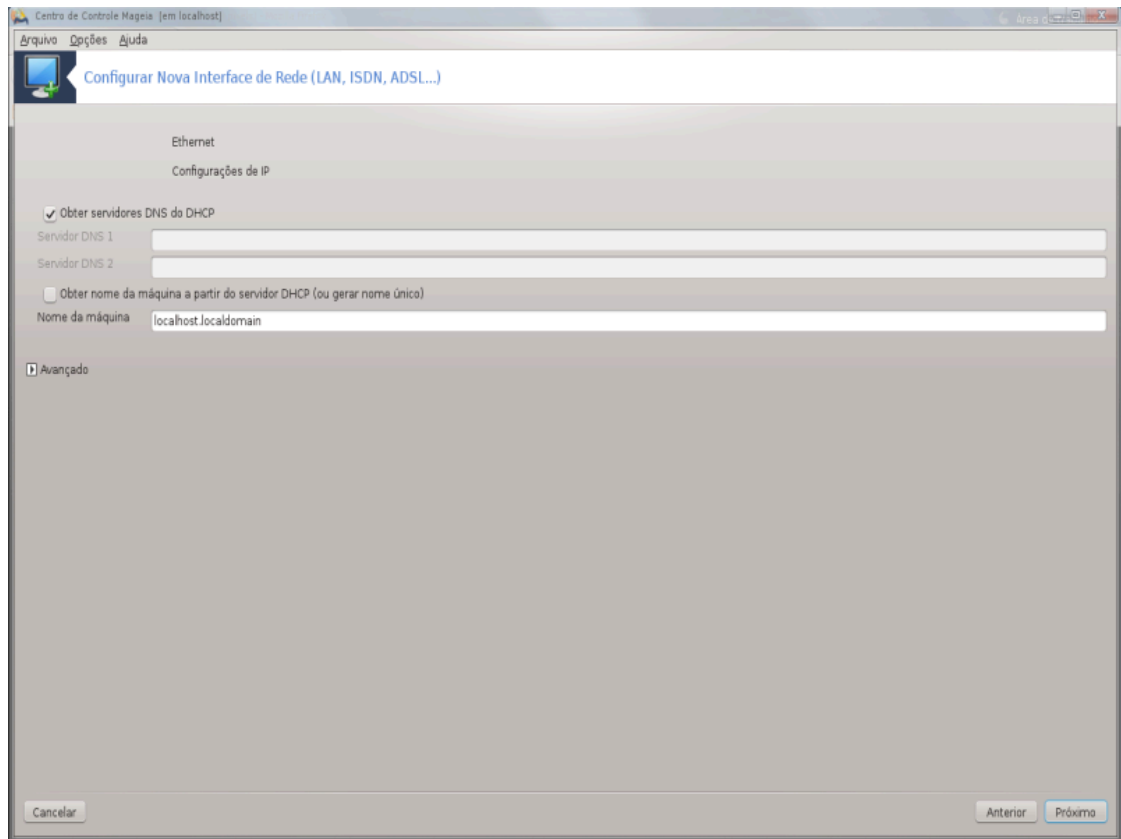 Centro de Controle Mageia [em localhost]
Arquivo Opções Ajuda
Configurar Nova Interface de Rede (LAN, ISDN, ADSL...)
Ethernet
Configurações de IP
Obter servidores DNS do DHCP
Servidor DNS 1
Servidor DNS 2
Obter nome da máquina a partir do servidor DHCP (ou gerar nome único)
Nome da máquina localhost.localdomain
Avançado
Cancelar Anterior Próximo